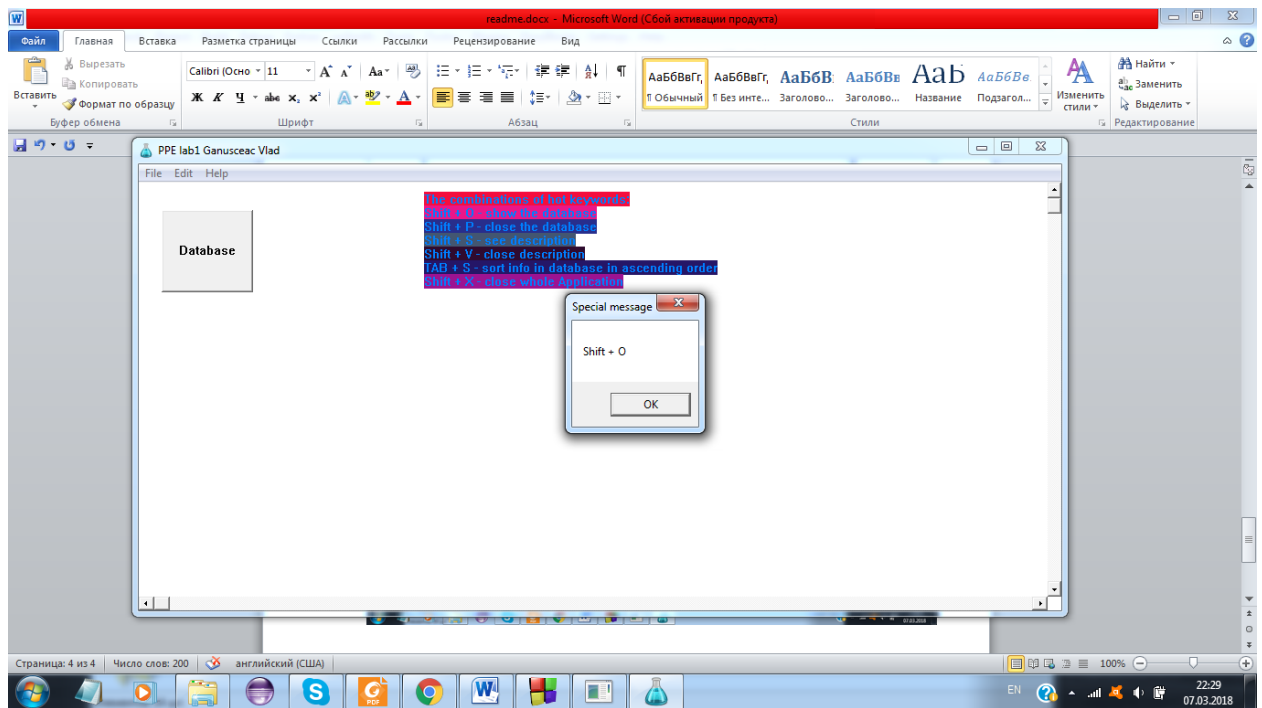 readme.docx - Microsoft Word (Сбой активации продукта)
Файл Главная Вставка Разметка страницы Ссылки Рассылки Рецензирование Вид
Вставить
Вырезать
Копировать
Формат по образцу
Буфер обмена
Calibri (Осно 11
Ж К Ч abc x, x²
Шрифт
Абзац
АаБбВвГг, АаБбВвГг, АаБбВ АаБбВв АаБ АаБбВв
¶ Обычный ¶ Без инте... Заголово... Заголово... Название Подзагол...
Изменить стили
Стили
Найти
Заменить
Выделить
Редактирование
PPE lab1 Ganusceac Vlad
File Edit Help
Database
The combinations of hot keywords:
Shift + O - show the database
Shift + P - close the database
Shift + S - see description
Shift + V - close description
TAB + S - sort info in database in ascending order
Shift + X - close whole Application
Special message
Shift + O
OK
Страница: 4 из 4 Число слов: 200 английский (США) 100%
EN 22:29
07.03.2018